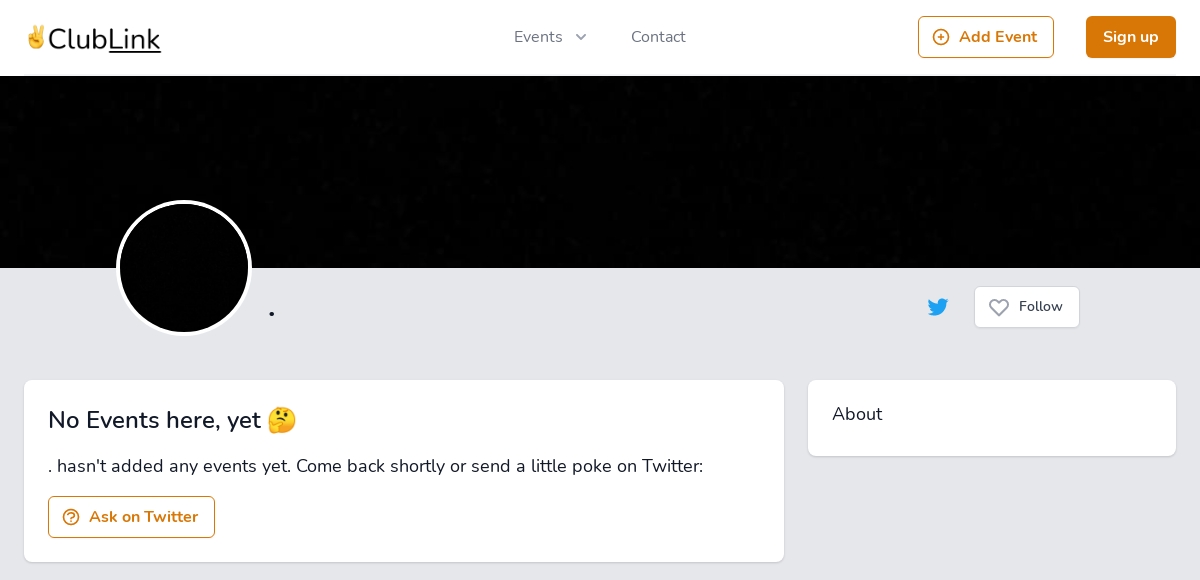 ✌️ClubLink
Events
Contact
Add Event
Sign up
.
Follow
No Events here, yet 🤔
. hasn't added any events yet. Come back shortly or send a little poke on Twitter:
Ask on Twitter
About